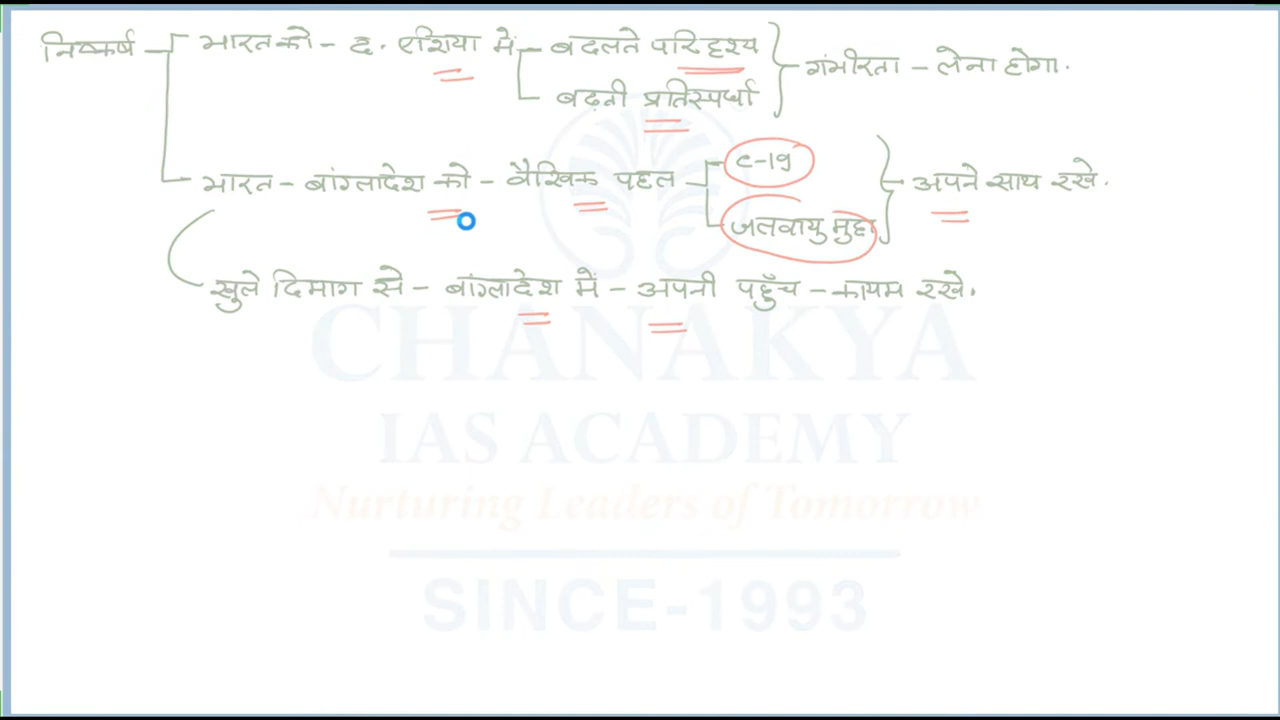 निष्कर्ष भारत को - द. एशिया में - बदलते परिदृश्य
बढ़ती प्रतिस्पर्धा
गंभीरता - लेना होगा.
भारत - बांग्लादेश को - वैश्विक पहल
C-19
जलवायु मुद्दा
अपने साथ रखे.
खुले दिमाग से - बांग्लादेश में - अपनी पहुँच - कायम रखे.
CHANAKYA
IAS ACADEMY
Nurturing Leaders of Tomorrow
SINCE-1993